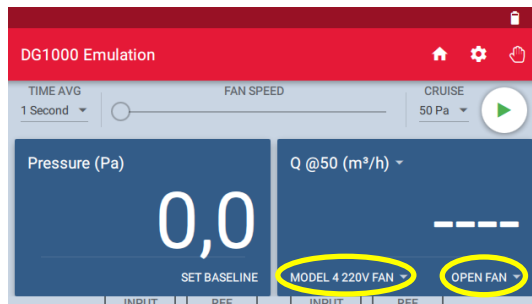 DG1000 Emulation
TIME AVG FAN SPEED CRUISE
1 Second 50 Pa
Pressure (Pa) Q @50 (m³/h)
0,0 ----
SET BASELINE MODEL 4 220V FAN OPEN FAN
INPUT REF INPUT REF